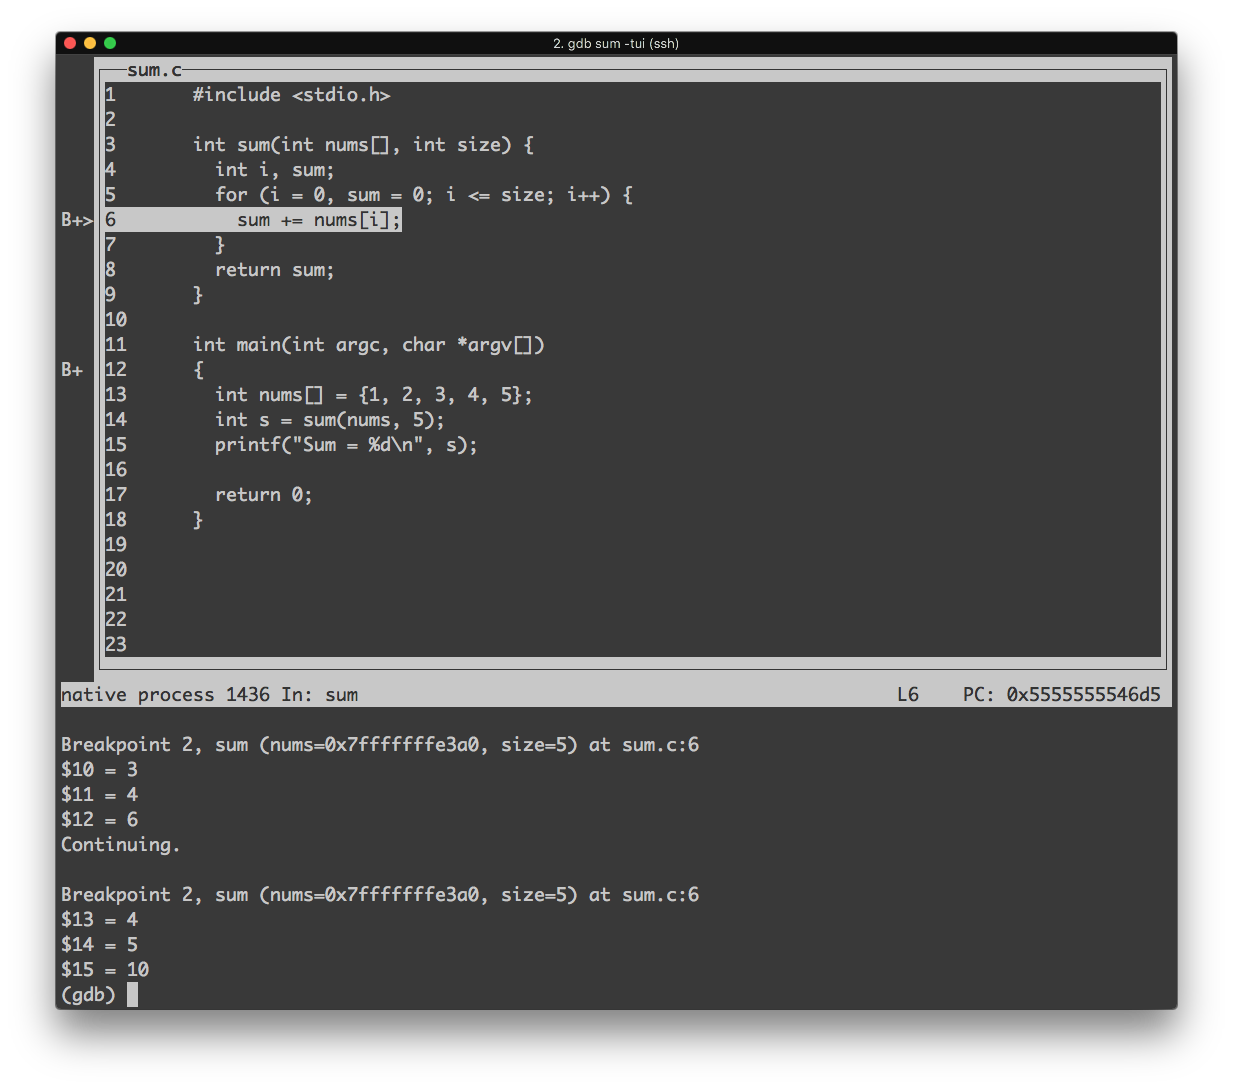 2. gdb sum -tui (ssh)
sum.c
1 #include <stdio.h>
2
3 int sum(int nums[], int size) {
4 int i, sum;
5 for (i = 0, sum = 0; i <= size; i++) {
B+> 6 sum += nums[i];
7 }
8 return sum;
9 }
10
11 int main(int argc, char *argv[])
B+ 12 {
13 int nums[] = {1, 2, 3, 4, 5};
14 int s = sum(nums, 5);
15 printf("Sum = %d\n", s);
16
17 return 0;
18 }
19
20
21
22
23
native process 1436 In: sum L6 PC: 0x5555555546d5
Breakpoint 2, sum (nums=0x7fffffffe3a0, size=5) at sum.c:6
$10 = 3
$11 = 4
$12 = 6
Continuing.
Breakpoint 2, sum (nums=0x7fffffffe3a0, size=5) at sum.c:6
$13 = 4
$14 = 5
$15 = 10
(gdb)